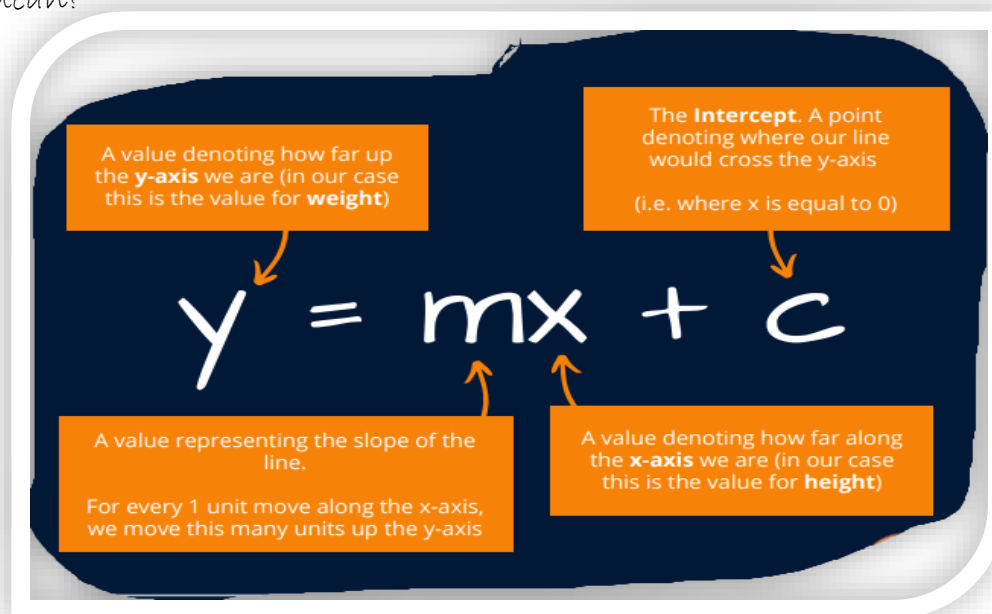 A value denoting how far up
the y-axis we are (in our case
this is the value for weight)
The Intercept. A point
denoting where our line
would cross the y-axis
(i.e. where x is equal to 0)
y = mx + c
A value representing the slope of the
line.
For every 1 unit move along the x-axis,
we move this many units up the y-axis
A value denoting how far along
the x-axis we are (in our case
this is the value for height)